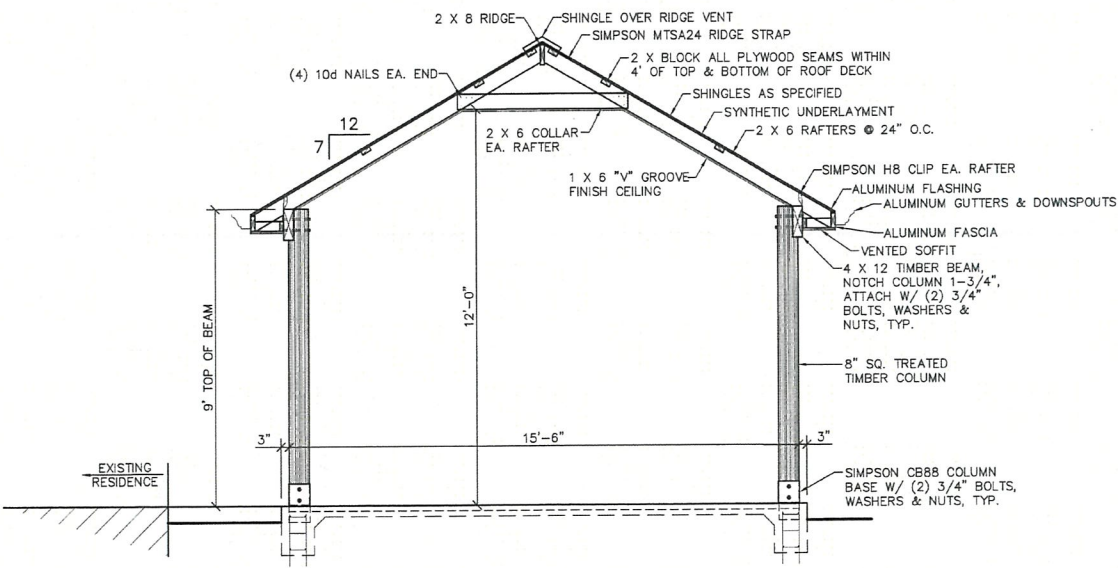 2 X 8 RIDGE
SHINGLE OVER RIDGE VENT
SIMPSON MTSA24 RIDGE STRAP
2 X BLOCK ALL PLYWOOD SEAMS WITHIN
4' OF TOP & BOTTOM OF ROOF DECK
(4) 10d NAILS EA. END
SHINGLES AS SPECIFIED
SYNTHETIC UNDERLAYMENT
2 X 6 RAFTERS @ 24" O.C.
12
7
2 X 6 COLLAR
EA. RAFTER
1 X 6 "V" GROOVE
FINISH CEILING
SIMPSON H8 CLIP EA. RAFTER
ALUMINUM FLASHING
ALUMINUM GUTTERS & DOWNSPOUTS
ALUMINUM FASCIA
VENTED SOFFIT
4 X 12 TIMBER BEAM,
NOTCH COLUMN 1-3/4",
ATTACH W/ (2) 3/4"
BOLTS, WASHERS &
NUTS, TYP.
9' TOP OF BEAM
12'-0"
8" SQ. TREATED
TIMBER COLUMN
3"
15'-6"
3"
EXISTING
RESIDENCE
SIMPSON CB88 COLUMN
BASE W/ (2) 3/4" BOLTS,
WASHERS & NUTS, TYP.